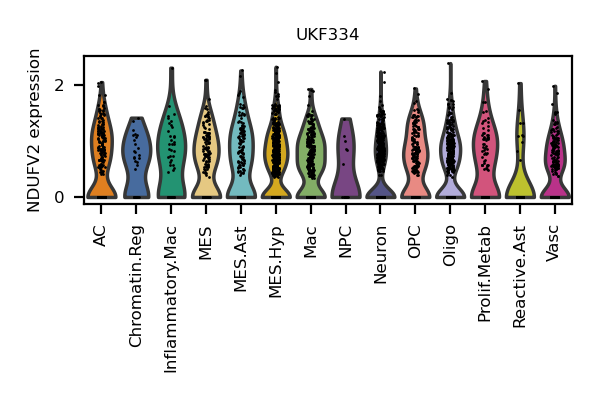 UKF334
NDUFV2 expression
2
0
AC
Chromatin.Reg
Inflammatory.Mac
MES
MES.Ast
MES.Hyp
Mac
NPC
Neuron
OPC
Oligo
Prolif.Metab
Reactive.Ast
Vasc